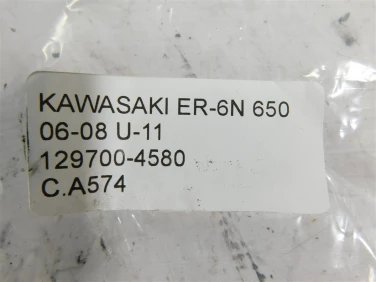 KAWASAKI ER-6N 650
06-08 U-11
129700-4580
C.A574